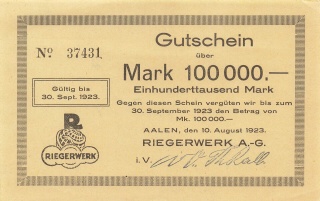 Gutschein
über
No. 37431
Mark 100 000.—
Einhunderttausend Mark
Gültig bis
30. Sept. 1923.
Gegen diesen Schein vergüten wir bis zum
30. September 1923 den Betrag von
Mk. 100 000.—
AALEN, den 10. August 1923.
RIEGERWERK A.-G.
i. V.
R
RIEGERWERK